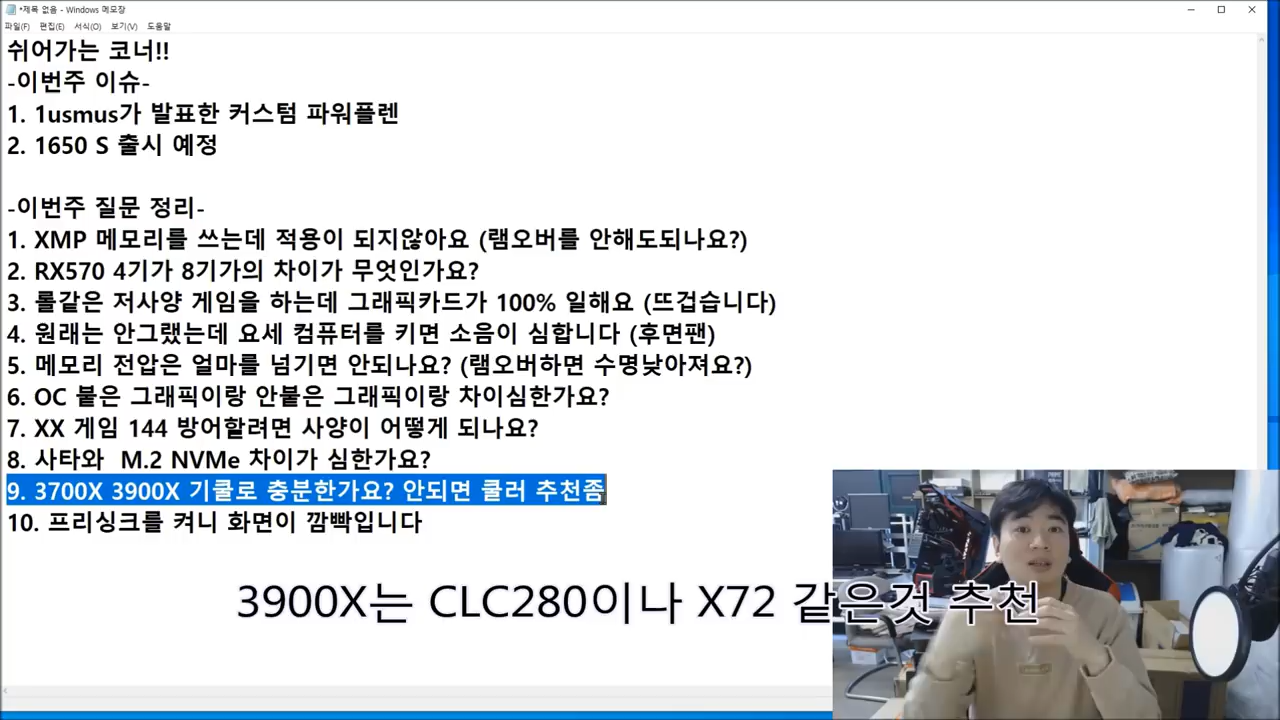 *제목 없음 - Windows 메모장
파일(F) 편집(E) 서식(O) 보기(V) 도움말
쉬어가는 코너!!
-이번주 이슈-
1. 1usmus가 발표한 커스텀 파워플렌
2. 1650 S 출시 예정
-이번주 질문 정리-
1. XMP 메모리를 쓰는데 적용이 되지않아요 (램오버를 안해도되나요?)
2. RX570 4기가 8기가의 차이가 무엇인가요?
3. 롤같은 저사양 게임을 하는데 그래픽카드가 100% 일해요 (뜨겁습니다)
4. 원래는 안그랬는데 요세 컴퓨터를 키면 소음이 심합니다 (후면팬)
5. 메모리 전압은 얼마를 넘기면 안되나요? (램오버하면 수명낮아져요?)
6. OC 붙은 그래픽이랑 안붙은 그래픽이랑 차이심한가요?
7. XX 게임 144 방어할려면 사양이 어떻게 되나요?
8. 사타와  M.2 NVMe 차이가 심한가요?
9. 3700X 3900X 기쿨로 충분한가요? 안되면 쿨러 추천좀
10. 프리싱크를 켜니 화면이 깜빡입니다
3900X는 CLC280이나 X72 같은것 추천